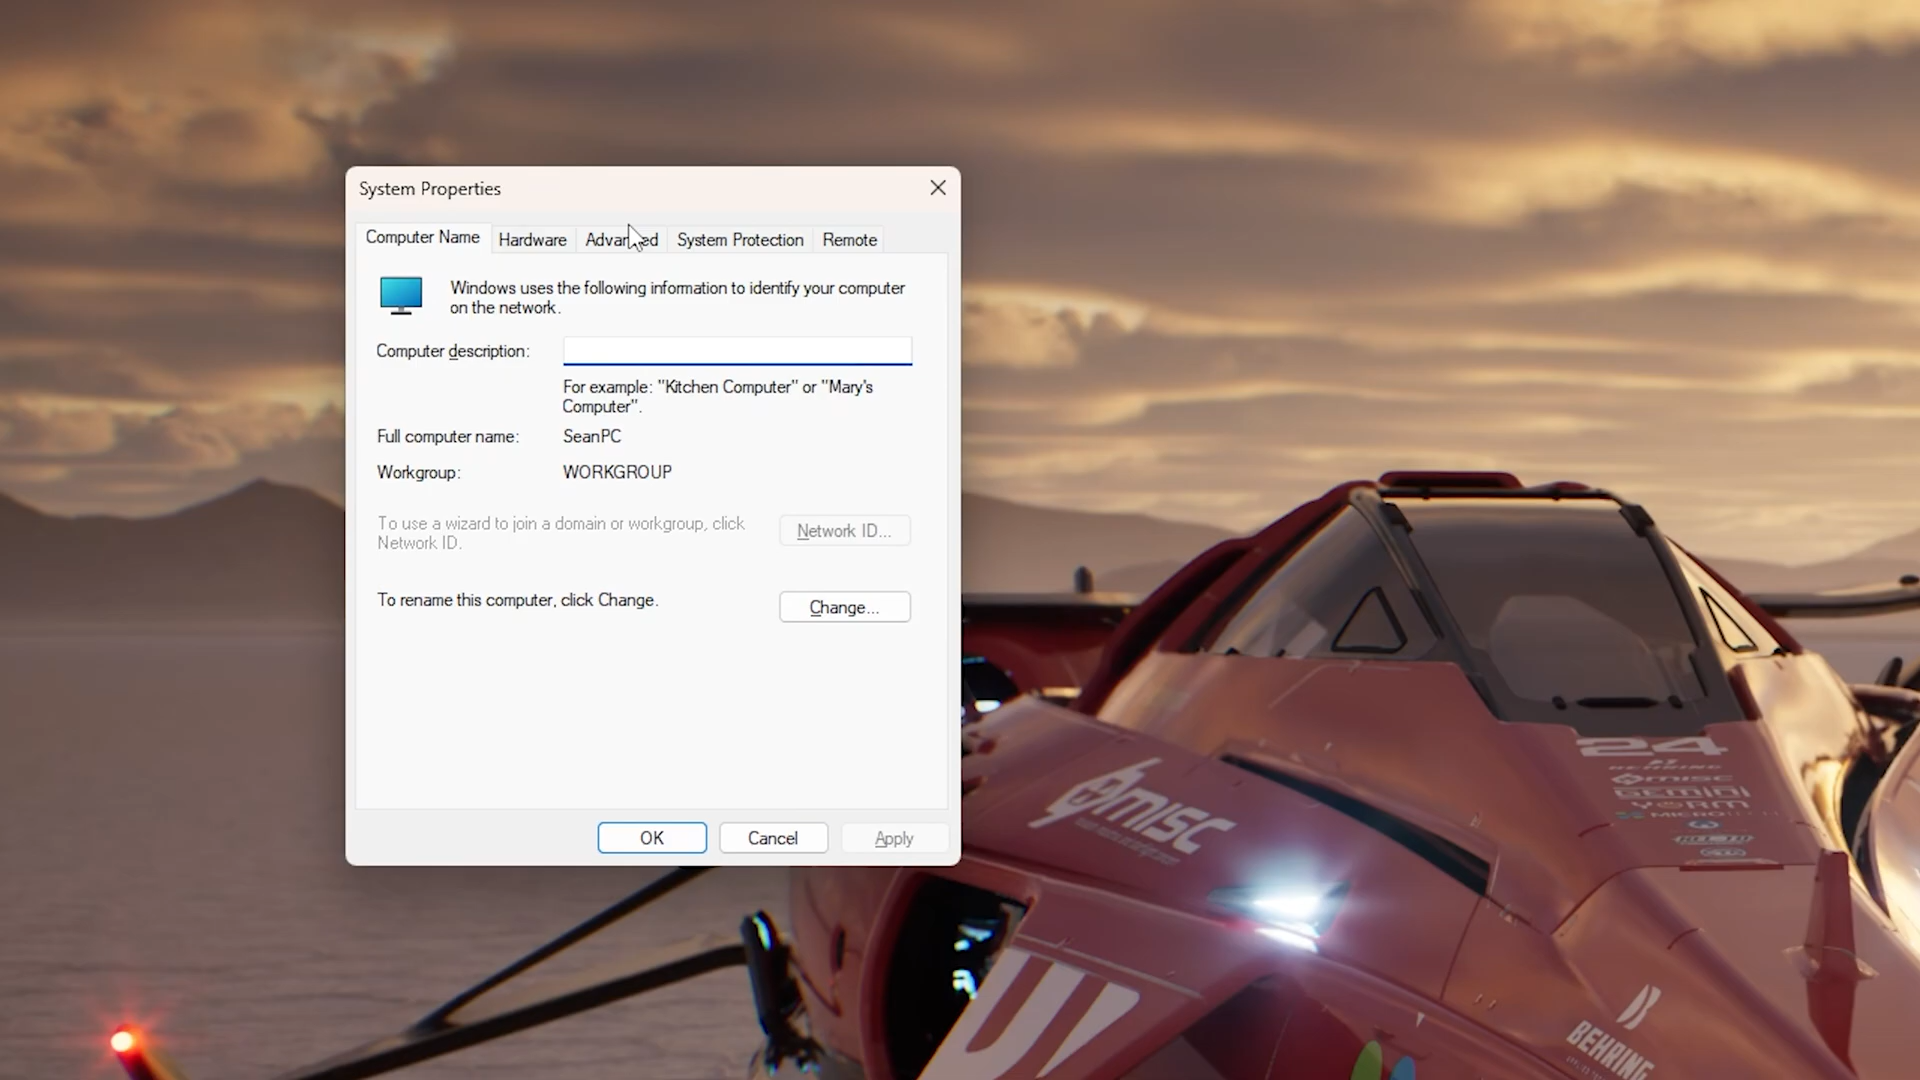 System Properties
Computer Name
Hardware
Advanced
System Protection
Remote
Windows uses the following information to identify your computer
on the network.
Computer description:
For example: "Kitchen Computer" or "Mary's
Computer".
Full computer name:
SeanPC
Workgroup:
WORKGROUP
To use a wizard to join a domain or workgroup, click
Network ID.
Network ID...
To rename this computer, click Change.
Change...
OK
Cancel
Apply
24
BEHRING
MISC
GEMINI
MISC
BEHRING